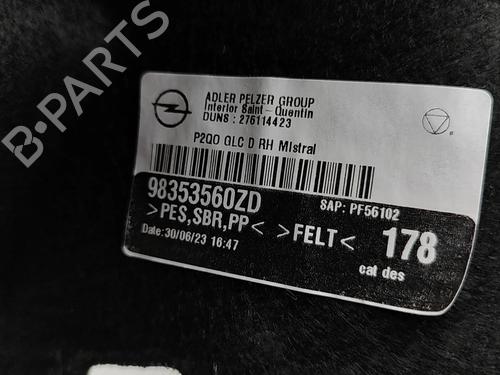 ADLER PELZER GROUP
Interior Saint - Quentin
DUNS : 276114423
P2QO GLC D RH Mistral
98353560ZD
SAP: PF56102
>PES,SBR,PP< >FELT<
178
Date:30/06/23 16:47
cat des
B-Parts